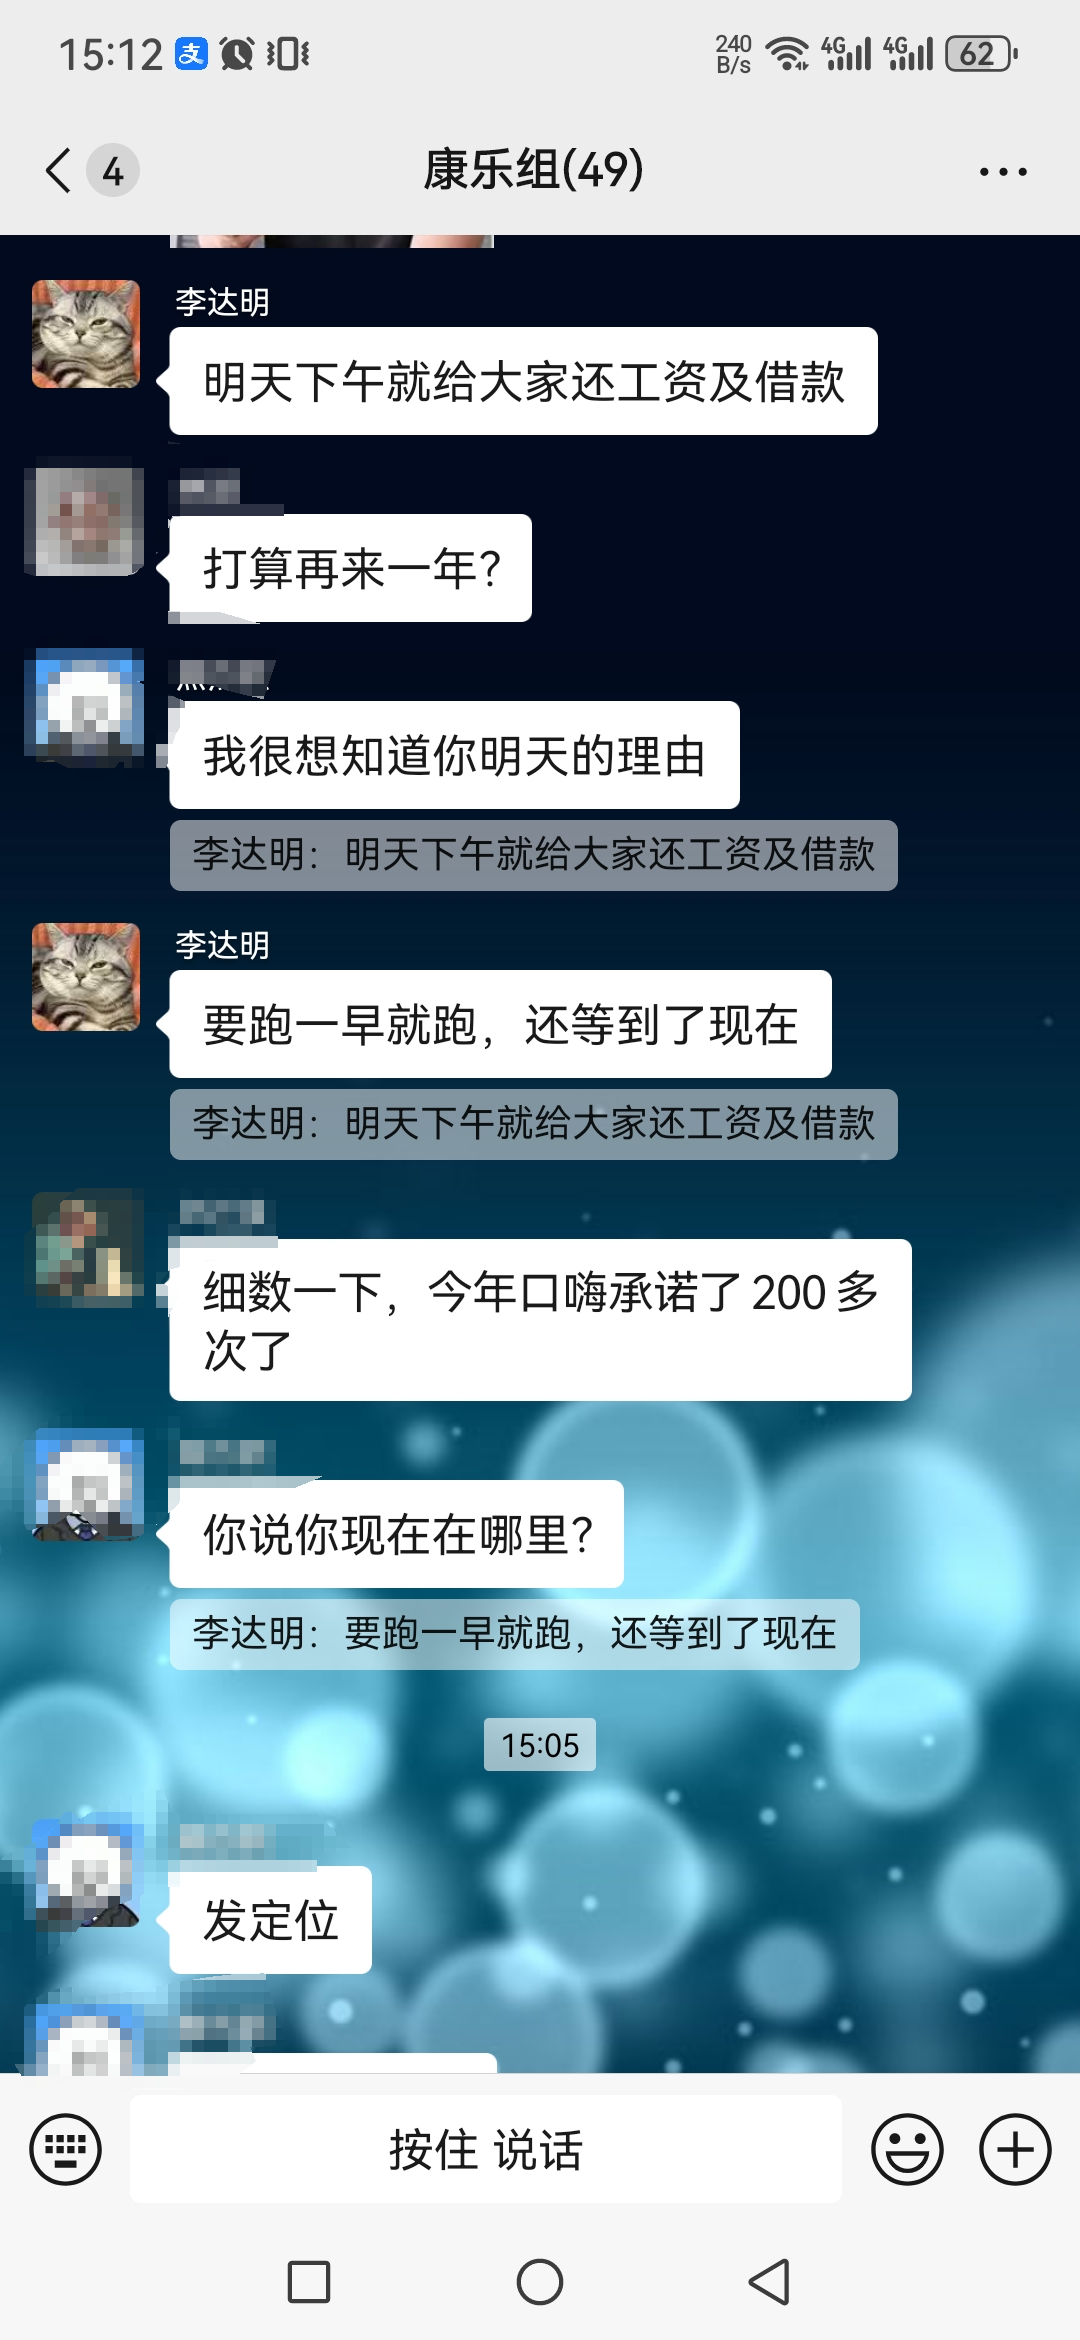 15:12 支 240 B/s 4G 4G 62
4 康乐组(49)
李达明
明天下午就给大家还工资及借款
打算再来一年?
我很想知道你明天的理由
李达明：明天下午就给大家还工资及借款
李达明
要跑一早就跑，还等到了现在
李达明：明天下午就给大家还工资及借款
细数一下，今年口嗨承诺了200多
次了
你说你现在在哪里?
李达明：要跑一早就跑，还等到了现在
15:05
发定位
按住 说话